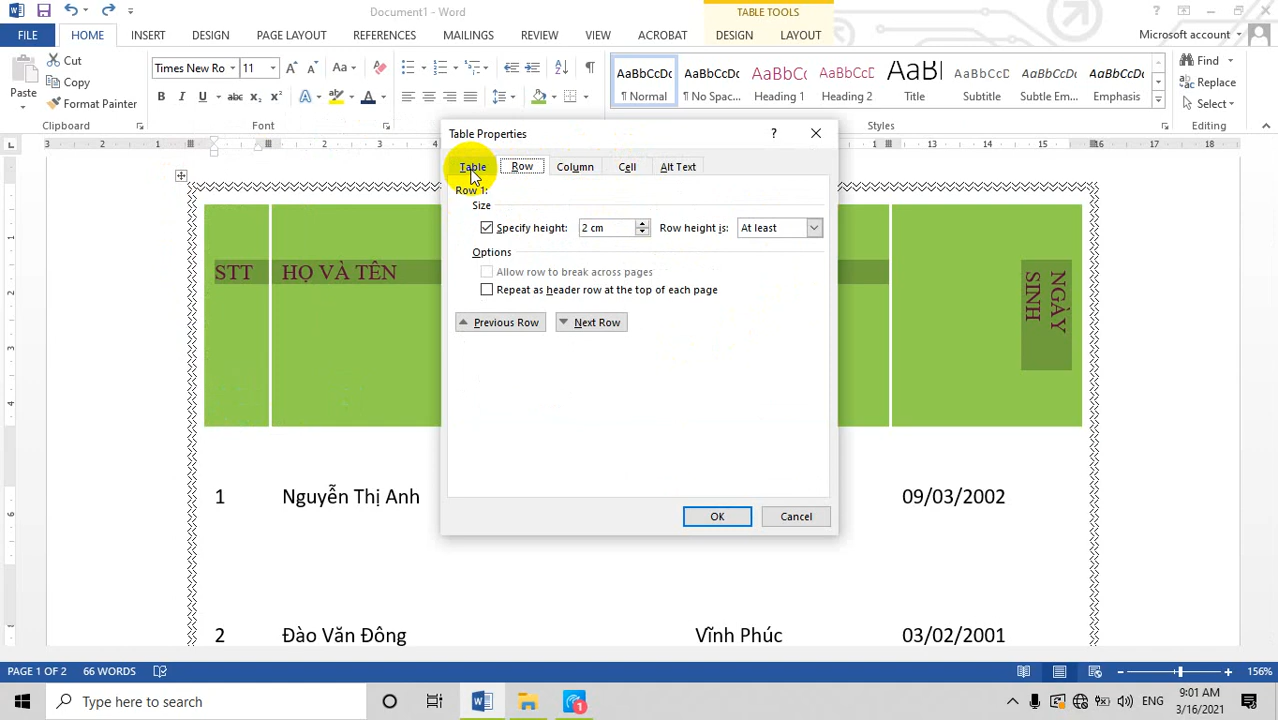 Document1 - Word
TABLE TOOLS
FILE HOME INSERT DESIGN PAGE LAYOUT REFERENCES MAILINGS REVIEW VIEW ACROBAT DESIGN LAYOUT Microsoft account
Paste
Cut
Copy
Format Painter
Clipboard
Times New Ro 11
Font
Paragraph
AaBbCcDc ¶ Normal
AaBbCcDc ¶ No Spac...
AaBbCc Heading 1
AaBbCcC Heading 2
AaBl Title
AaBbCcD Subtitle
AaBbCcDc Subtle Em...
AaBbCcDc Emphasis
Styles
Find
Replace
Select
Editing
Table Properties
Table Row Column Cell Alt Text
Row 1:
Size
Specify height: 2 cm Row height is: At least
Options
Allow row to break across pages
Repeat as header row at the top of each page
Previous Row Next Row
OK Cancel
STT HỌ VÀ TÊN
NGÀY
SINH
1 Nguyễn Thị Anh 09/03/2002
2 Đào Văn Đông Vĩnh Phúc 03/02/2001
PAGE 1 OF 2 66 WORDS 156%
Type here to search
1
ENG
9:01 AM
3/16/2021